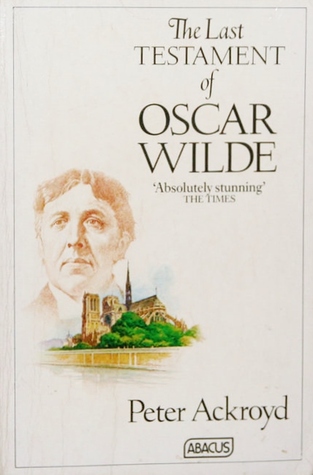 The Last
TESTAMENT
of
OSCAR
WILDE
‘Absolutely stunning’
THE TIMES
Peter Ackroyd
ABACUS